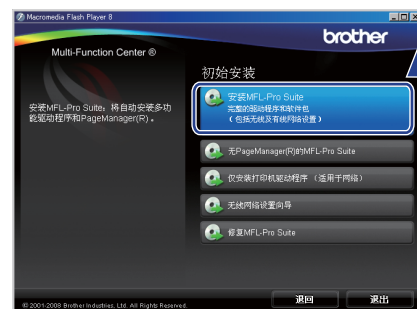 Macromedia Flash Player 8
brother
Multi-Function Center ®
初始安装
安装MFL-Pro Suite，将自动安装多功
能驱动程序和PageManager(R)。
安装MFL-Pro Suite
完整的驱动程序和软件包
（包括无线及有线网络设置）
无PageManager(R)的MFL-Pro Suite
仅安装打印机驱动程序 （适用于网络）
无线网络设置向导
修复MFL-Pro Suite
© 2001-2008 Brother Industries, Ltd. All Rights Reserved.
退回
退出